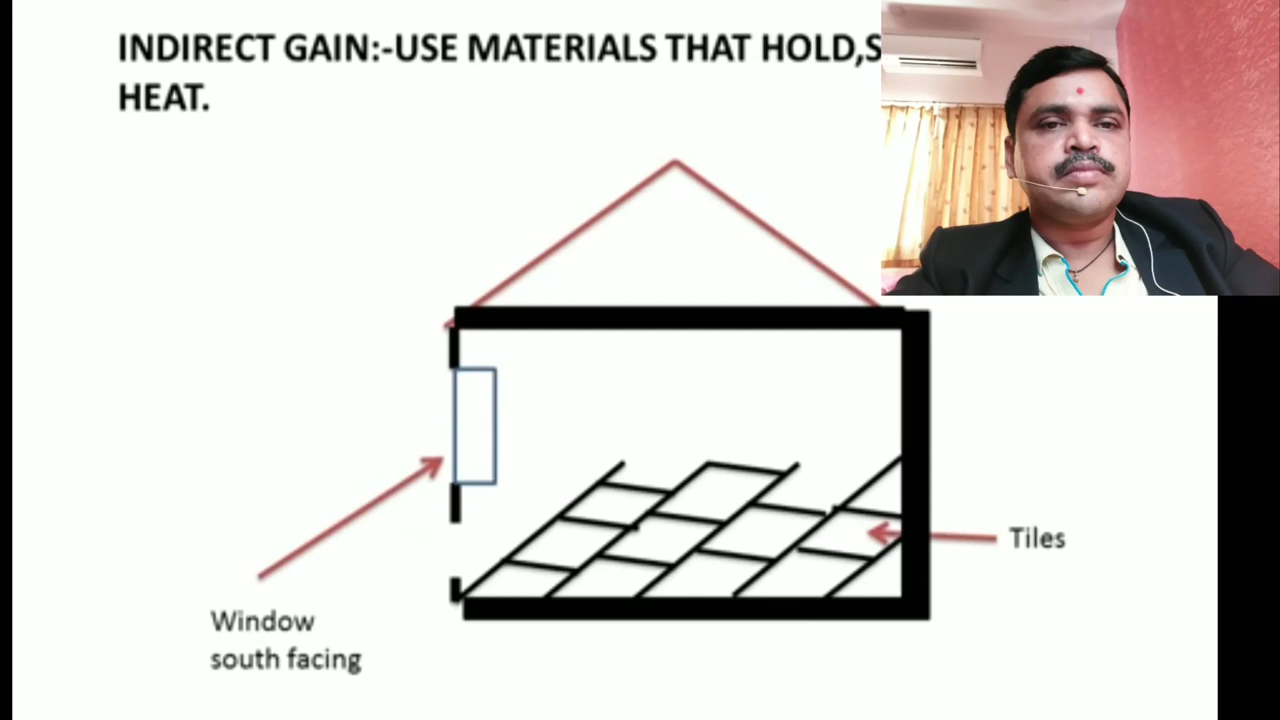 INDIRECT GAIN:-USE MATERIALS THAT HOLD,S
HEAT.
Tiles
Window
south facing